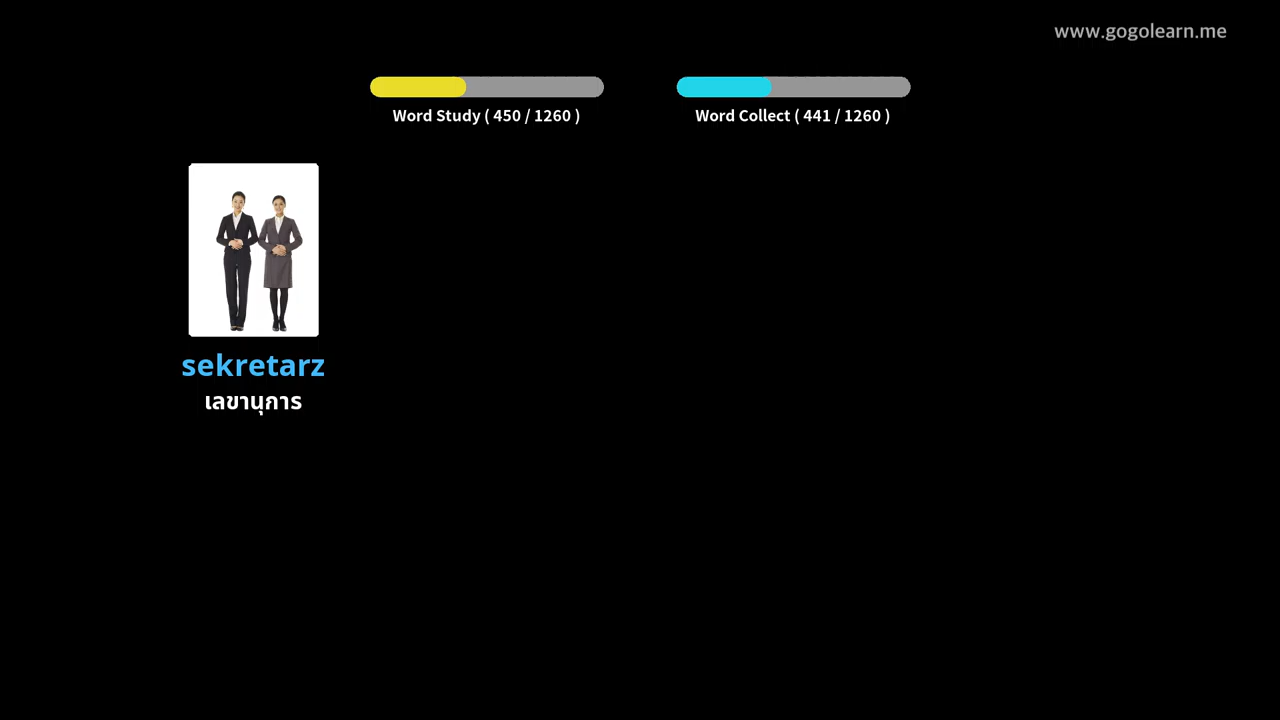 www.gogolearn.me
Word Study ( 450 / 1260 )
Word Collect ( 441 / 1260 )
sekretarz
เลขานุการ